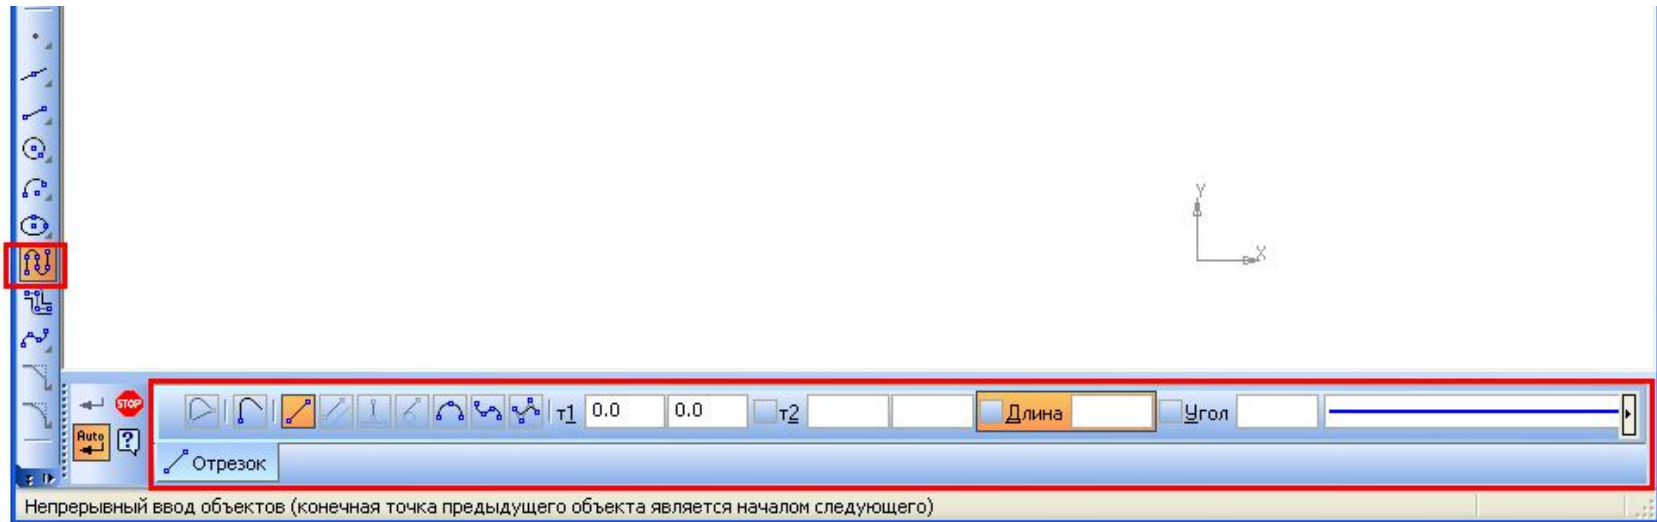 Y
X
STOP
т1 0.0 0.0 т2 Длина Угол
Auto ?
Отрезок
Непрерывный ввод объектов (конечная точка предыдущего объекта является началом следующего)